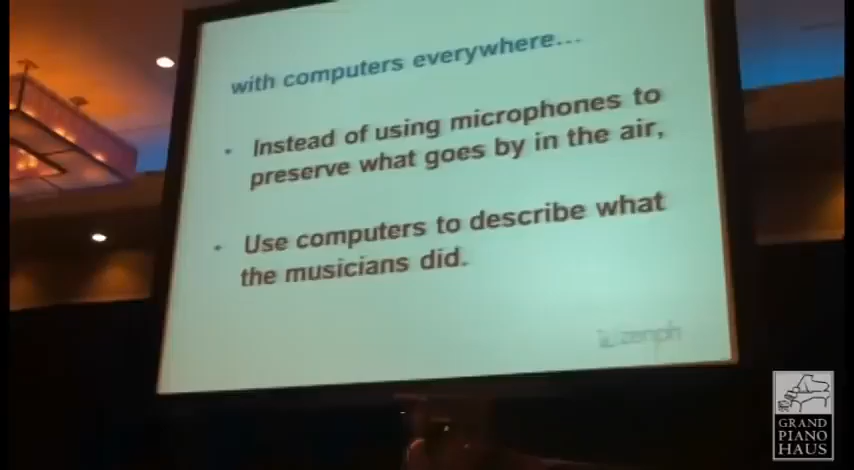 with computers everywhere...
• Instead of using microphones to
preserve what goes by in the air,
• Use computers to describe what
the musicians did.
zenph
GRAND
PIANO
HAUS